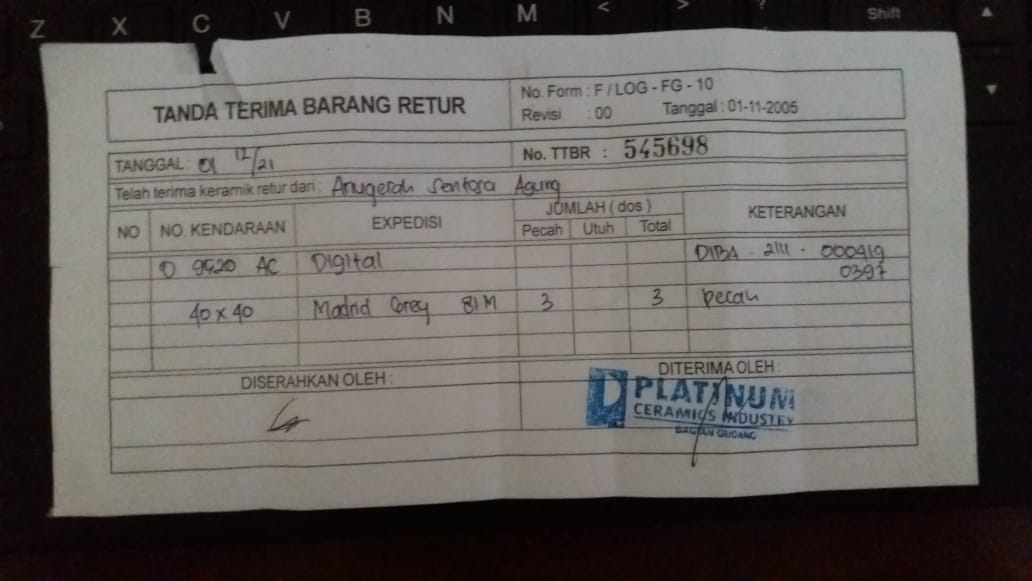 Z X C V B N M < > ? Shift
TANDA TERIMA BARANG RETUR
No. Form : F / LOG - FG - 10
Revisi : 00 Tanggal : 01-11-2005
TANGGAL : 01 12/21
No. TTBR : 545698
Telah terima keramik retur dari : Anugerah Sentosa Agung
NO NO. KENDARAAN EXPEDISI JUMLAH ( dos ) KETERANGAN
Pecah Utuh Total
D 9920 AC Digital DIBA - 2111 - 000419
0397
40 x 40 Madrid Grey 81 M 3 3 pecah
DISERAHKAN OLEH : DITERIMA OLEH :
PLATINUM
CERAMICS INDUSTRY
BAGIAN GUDANG